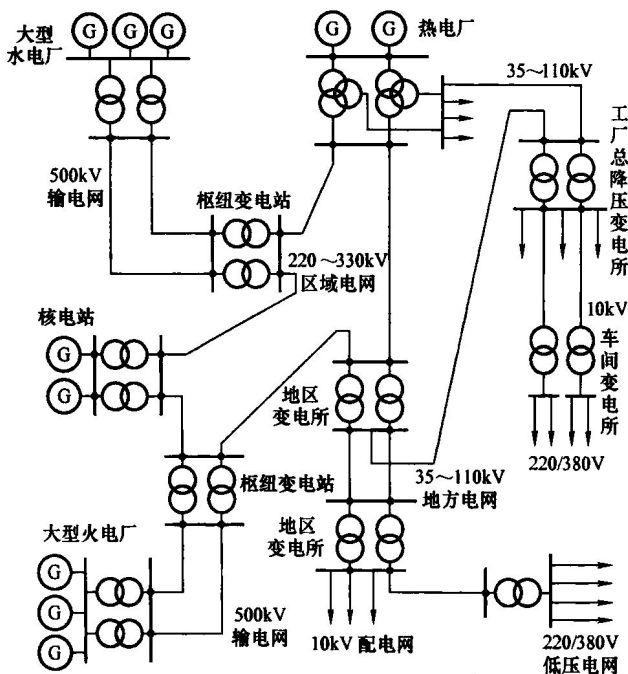 G G G
大型
水电厂
G G
热电厂
35～110kV
工厂总降压变电所
500kV
输电网
枢纽变电站
220～330kV
区域电网
核电站
G
G
10kV
车间变电所
地区
变电所
220/380V
枢纽变电站
35～110kV
地方电网
大型火电厂
地区
变电所
G
G
G
500kV
输电网
10kV 配电网
220/380V
低压电网